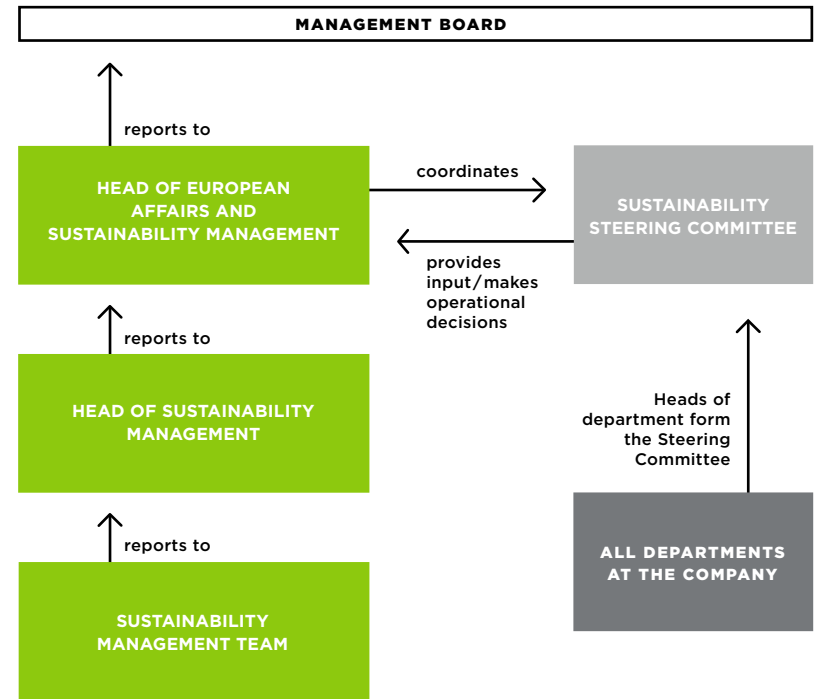 MANAGEMENT BOARD
reports to
HEAD OF EUROPEAN
AFFAIRS AND
SUSTAINABILITY MANAGEMENT
coordinates
SUSTAINABILITY
STEERING COMMITTEE
provides
input/makes
operational
decisions
reports to
HEAD OF SUSTAINABILITY
MANAGEMENT
Heads of
department form
the Steering
Committee
reports to
ALL DEPARTMENTS
AT THE COMPANY
SUSTAINABILITY
MANAGEMENT TEAM